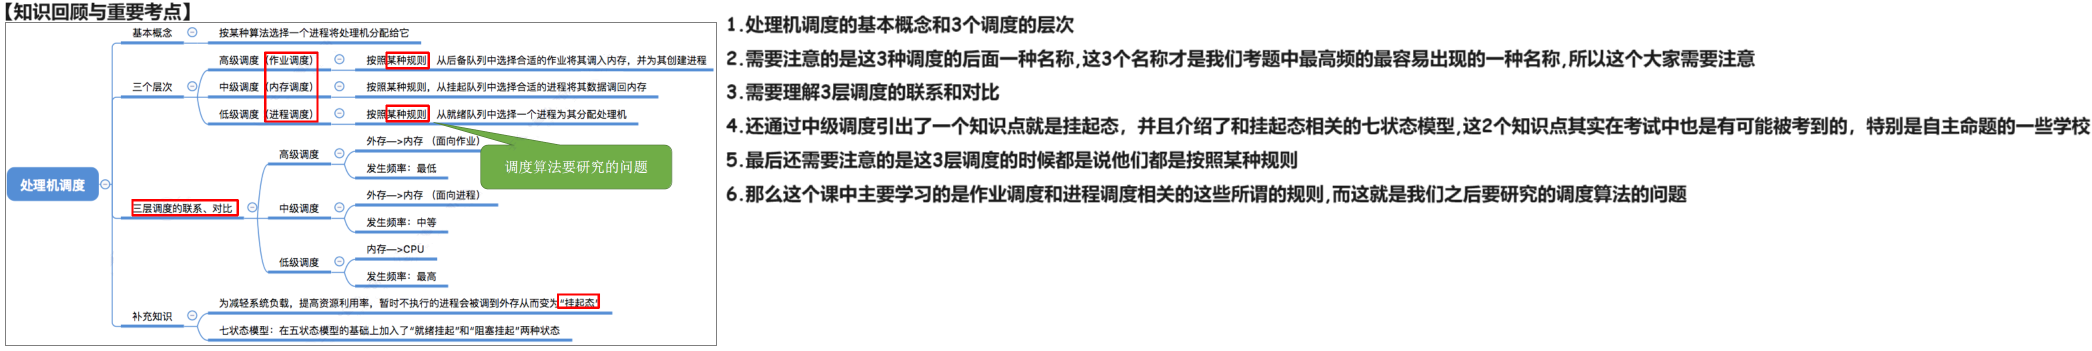 【知识回顾与重要考点】
处理机调度
基本概念
按某种算法选择一个进程将处理机分配给它
三个层次
高级调度（作业调度）
按照某种规则，从后备队列中选择合适的作业将其调入内存，并为其创建进程
中级调度（内存调度）
按照某种规则，从挂起队列中选择合适的进程将其数据调回内存
低级调度（进程调度）
按照某种规则，从就绪队列中选择一个进程为其分配处理机
调度算法要研究的问题
三层调度的联系、对比
高级调度
外存—>内存 （面向作业）
发生频率：最低
中级调度
外存—>内存 （面向进程）
发生频率：中等
低级调度
内存—>CPU
发生频率：最高
补充知识
为减轻系统负载，提高资源利用率，暂时不执行的进程会被调到外存从而变为“挂起态”
七状态模型：在五状态模型的基础上加入了“就绪挂起”和“阻塞挂起”两种状态
1.处理机调度的基本概念和3个调度的层次
2.需要注意的是这3种调度的后面一种名称,这3个名称才是我们考题中最高频的最容易出现的一种名称,所以这个大家需要注意
3.需要理解3层调度的联系和对比
4.还通过中级调度引出了一个知识点就是挂起态，并且介绍了和挂起态相关的七状态模型,这2个知识点其实在考试中也是有可能被考到的，特别是自主命题的一些学校
5.最后还需要注意的是这3层调度的时候都是说他们都是按照某种规则
6.那么这个课中主要学习的是作业调度和进程调度相关的这些所谓的规则,而这就是我们之后要研究的调度算法的问题